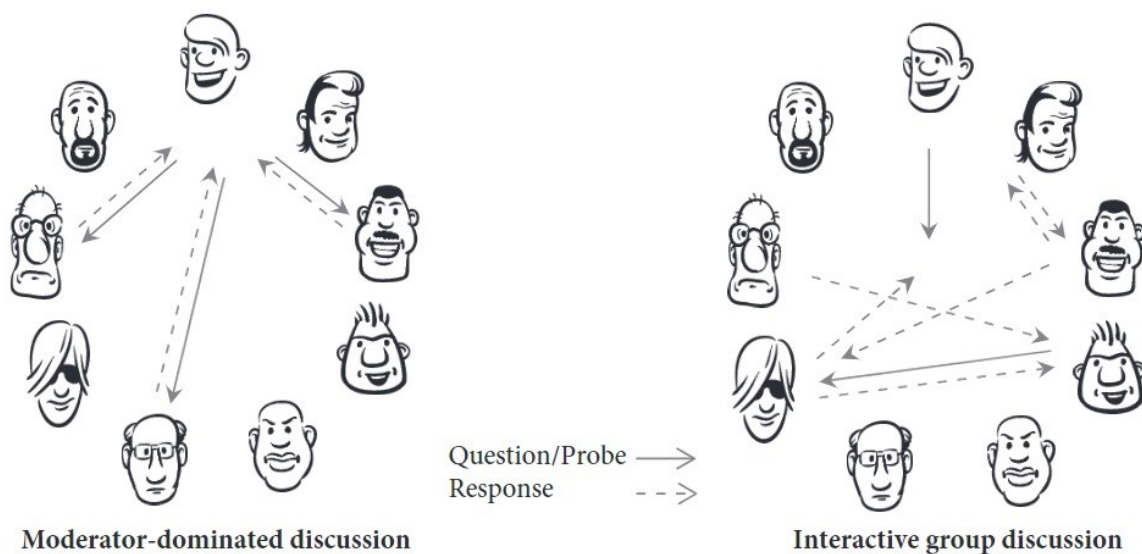 Question/Probe
Response
Moderator-dominated discussion
Interactive group discussion